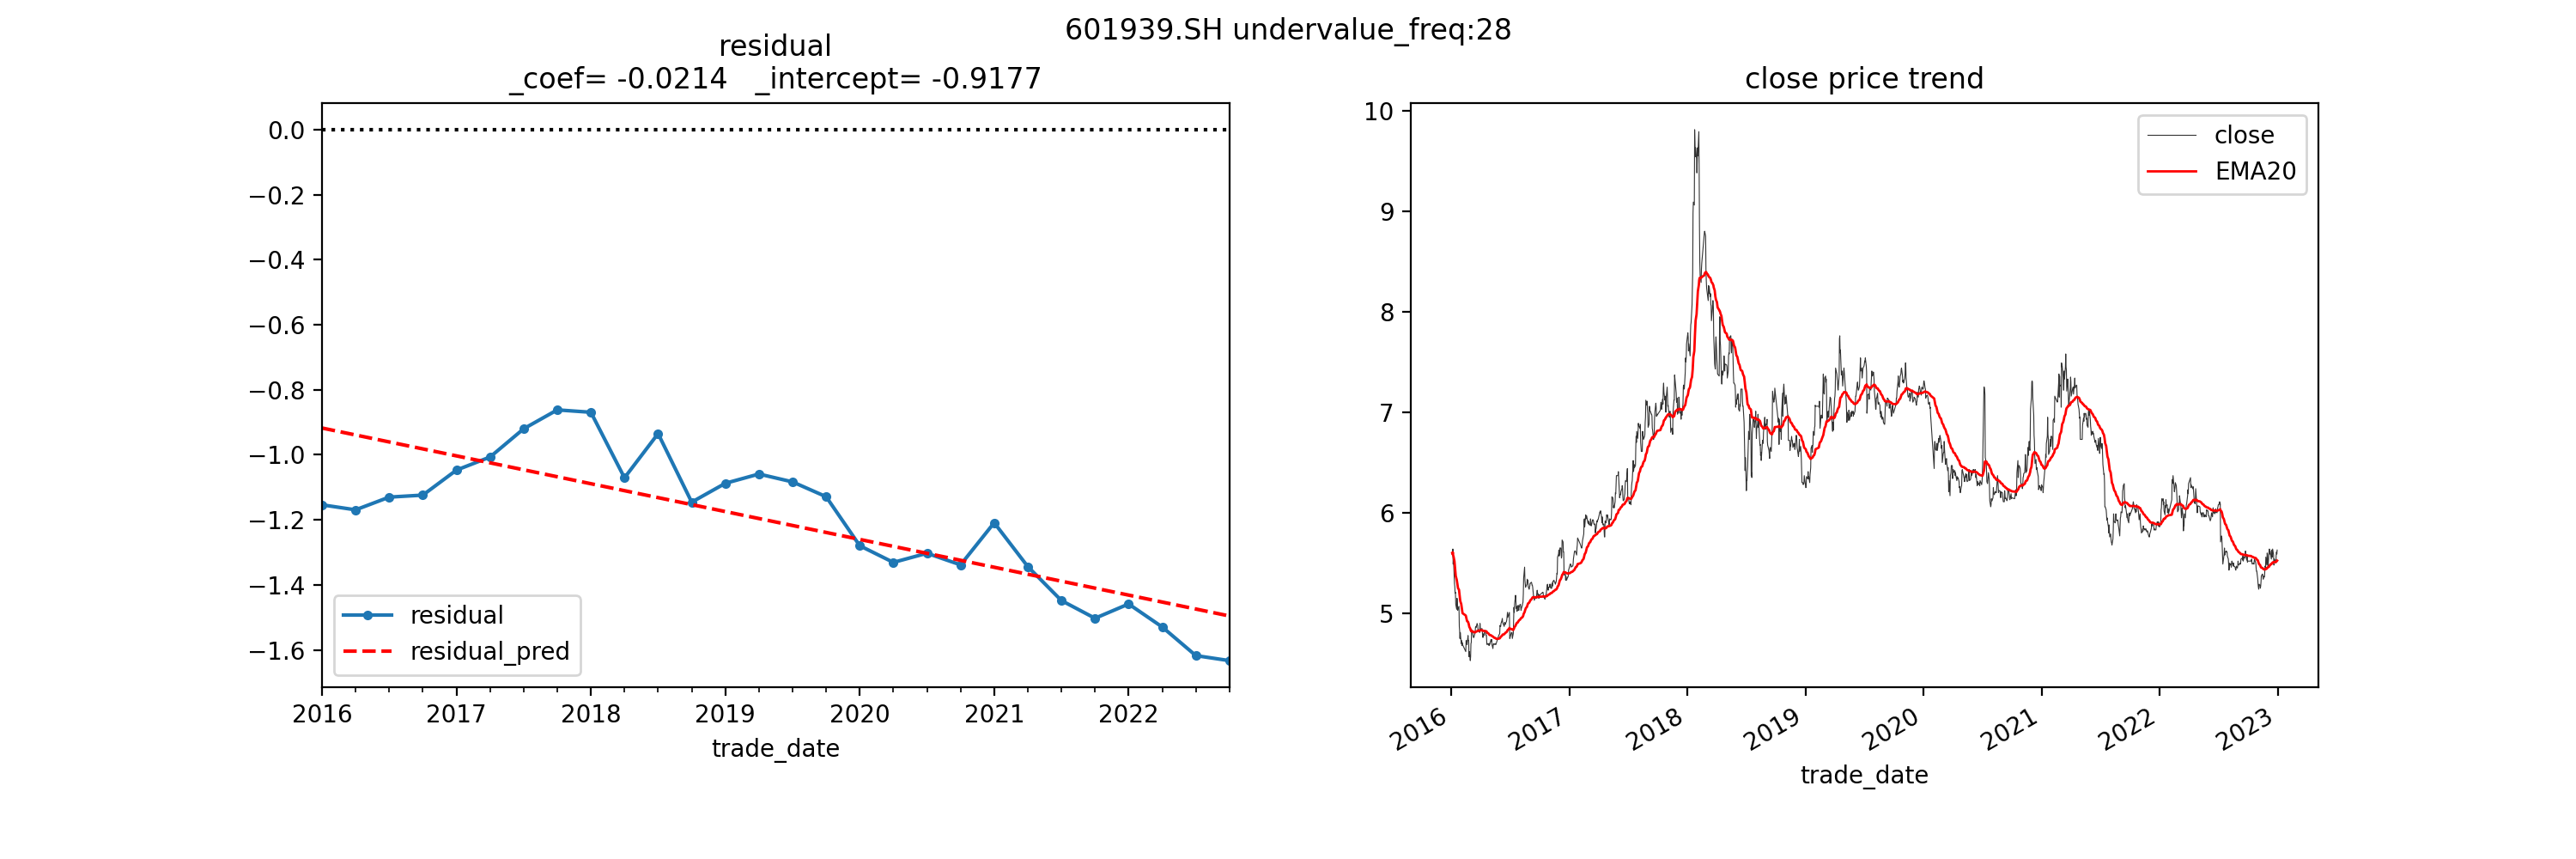 601939.SH undervalue_freq:28
residual
_coef= -0.0214 _intercept= -0.9177
0.0
−0.2
−0.4
−0.6
−0.8
−1.0
−1.2
−1.4
−1.6
residual
residual_pred
2016 2017 2018 2019 2020 2021 2022
trade_date
close price trend
10
9
8
7
6
5
close
EMA20
2016 2017 2018 2019 2020 2021 2022 2023
trade_date